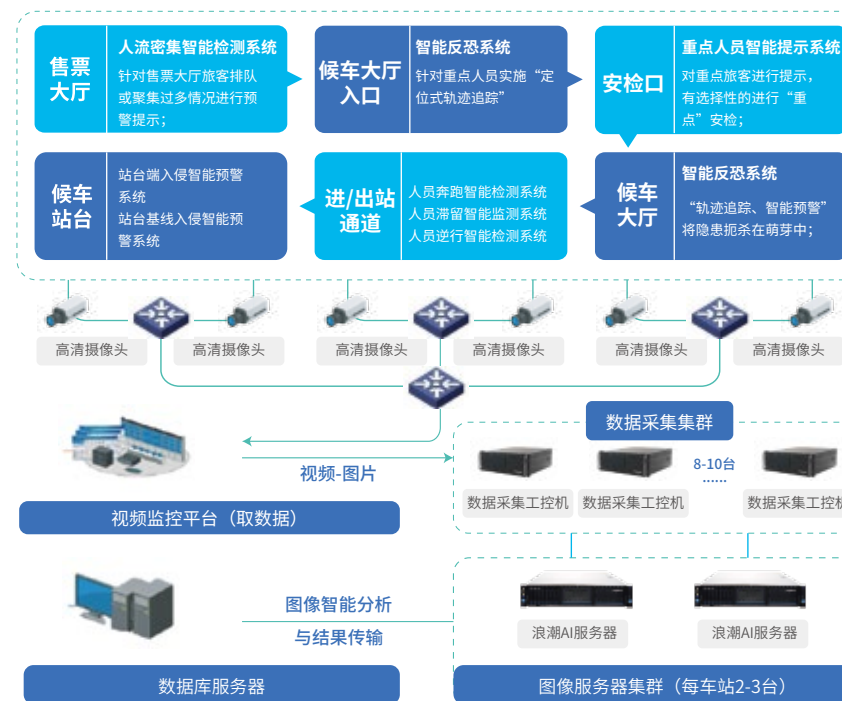 售票
大厅
人流密集智能检测系统
针对售票大厅旅客排队
或聚集过多情况进行预
警提示；
候车大厅
入口
智能反恐系统
针对重点人员实施“定
位式轨迹追踪”
安检口
重点人员智能提示系统
对重点旅客进行提示，
有选择性的进行“重
点”安检；
候车
站台
站台端入侵智能预警
系统
站台基线入侵智能预
警系统
进/出站
通道
人员奔跑智能检测系统
人员滞留智能监测系统
人员逆行智能检测系统
候车
大厅
智能反恐系统
“轨迹追踪、智能预警”
将隐患扼杀在萌芽中；
高清摄像头
高清摄像头
高清摄像头
高清摄像头
高清摄像头
高清摄像头
数据采集集群
8-10台
......
视频-图片
数据采集工控机
数据采集工控机
数据采集工控机
视频监控平台（取数据）
图像智能分析
与结果传输
浪潮AI服务器
浪潮AI服务器
数据库服务器
图像服务器集群（每车站2-3台）